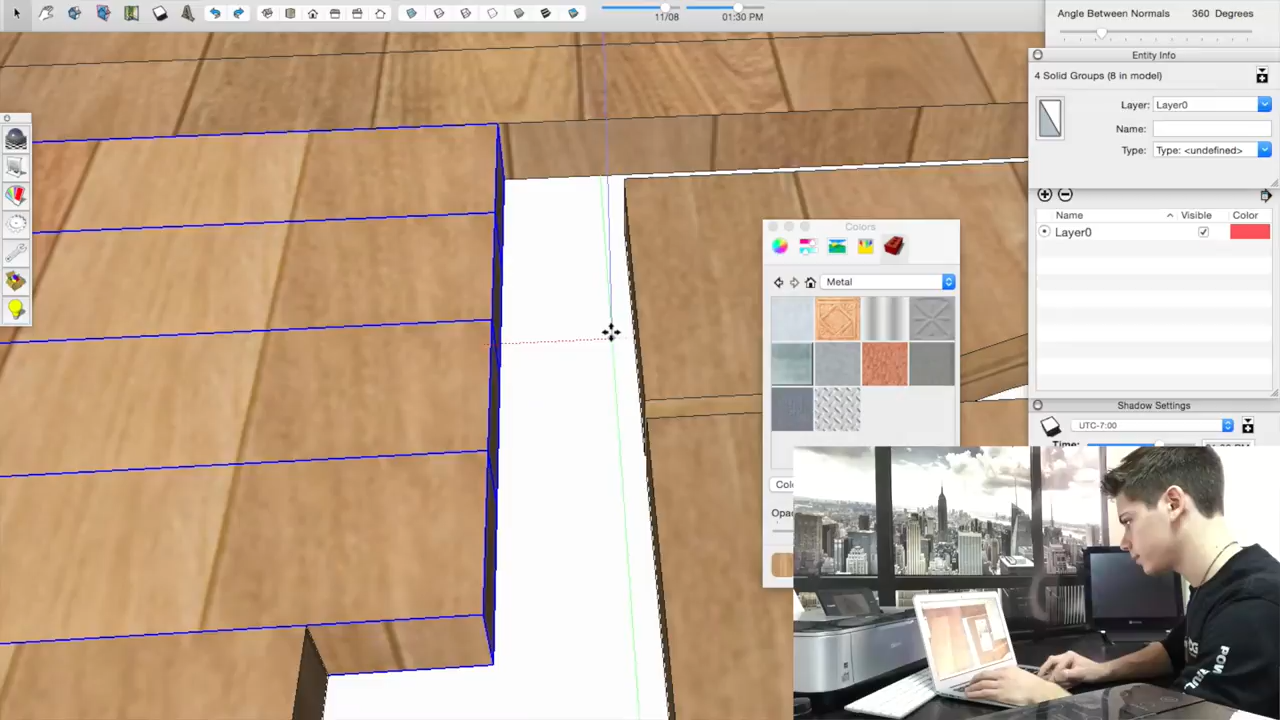 11/08
01:30 PM
Angle Between Normals 360 Degrees
Entity Info
4 Solid Groups (8 in model)
Layer: Layer0
Name:
Type: Type: <undefined>
Name Visible Color
Layer0
Colors
Metal
Shadow Settings
UTC-7:00
Time: